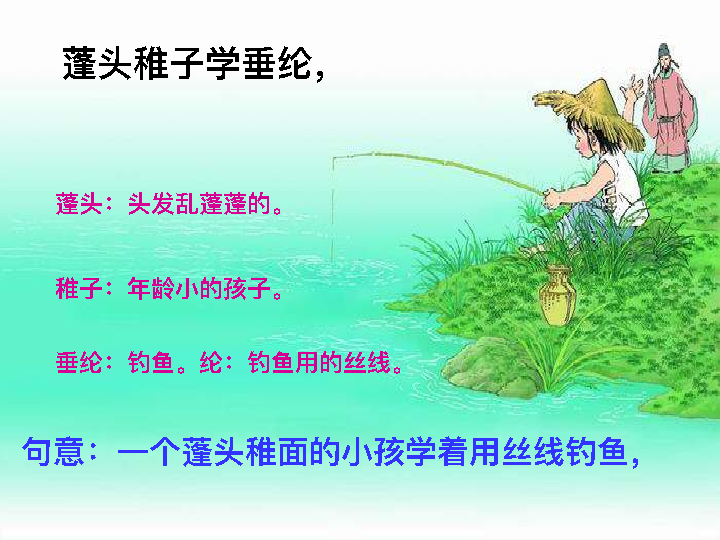 蓬头稚子学垂纶，
蓬头：头发乱蓬蓬的。
稚子：年龄小的孩子。
垂纶：钓鱼。纶：钓鱼用的丝线。
句意：一个蓬头稚面的小孩学着用丝线钓鱼，